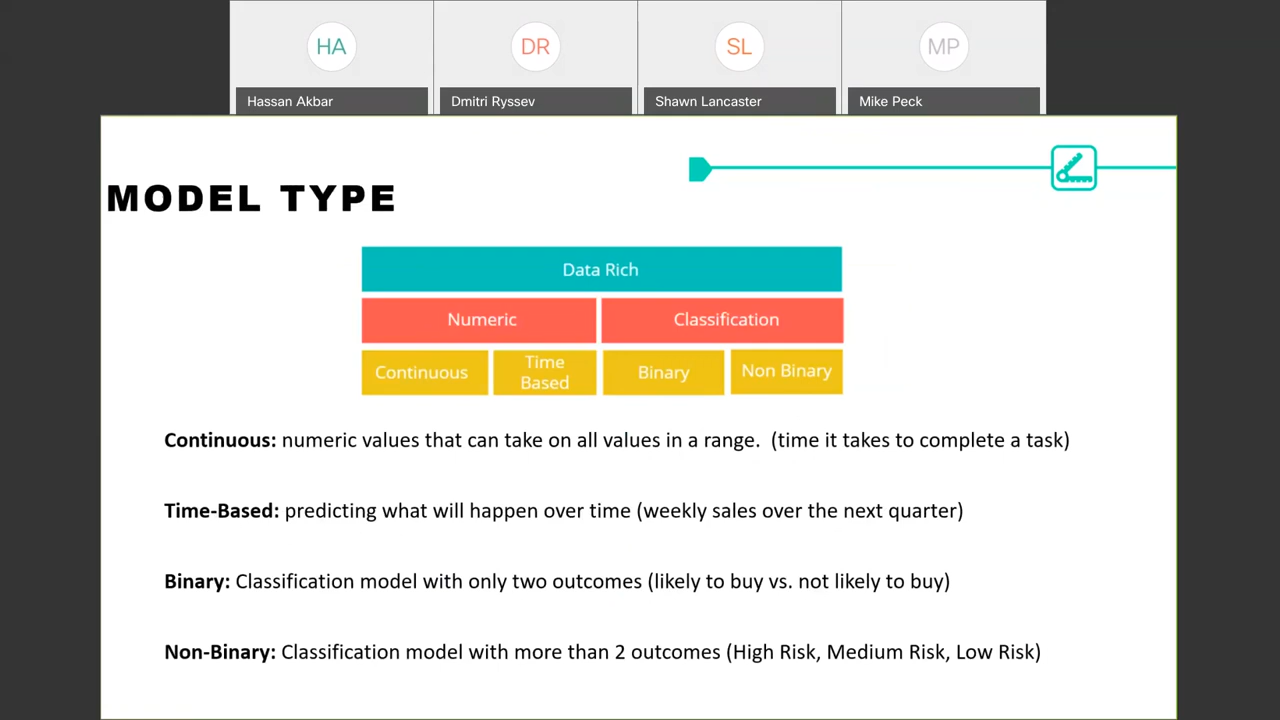 HA
DR
SL
MP
Hassan Akbar
Dmitri Ryssev
Shawn Lancaster
Mike Peck
MODEL TYPE
Data Rich
Numeric
Classification
Continuous
Time
Based
Binary
Non Binary
Continuous: numeric values that can take on all values in a range.  (time it takes to complete a task)
Time-Based: predicting what will happen over time (weekly sales over the next quarter)
Binary: Classification model with only two outcomes (likely to buy vs. not likely to buy)
Non-Binary: Classification model with more than 2 outcomes (High Risk, Medium Risk, Low Risk)